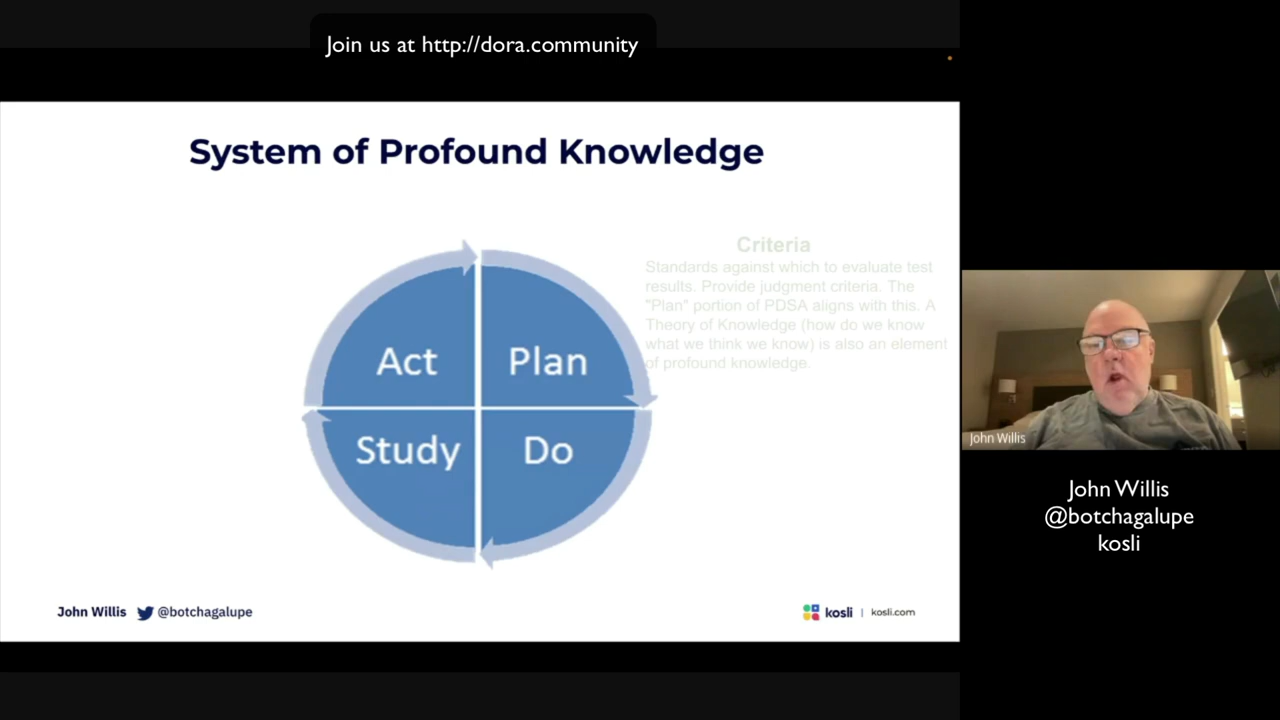 Join us at http://dora.community
System of Profound Knowledge
Criteria
Standards against which to evaluate test
results. Provide judgment criteria. The
"Plan" portion of PDSA aligns with this. A
Theory of Knowledge (how do we know
what we think we know) is also an element
of profound knowledge.
Act
Plan
Study
Do
John Willis @botchagalupe
kosli | kosli.com
John Willis
John Willis
@botchagalupe
kosli